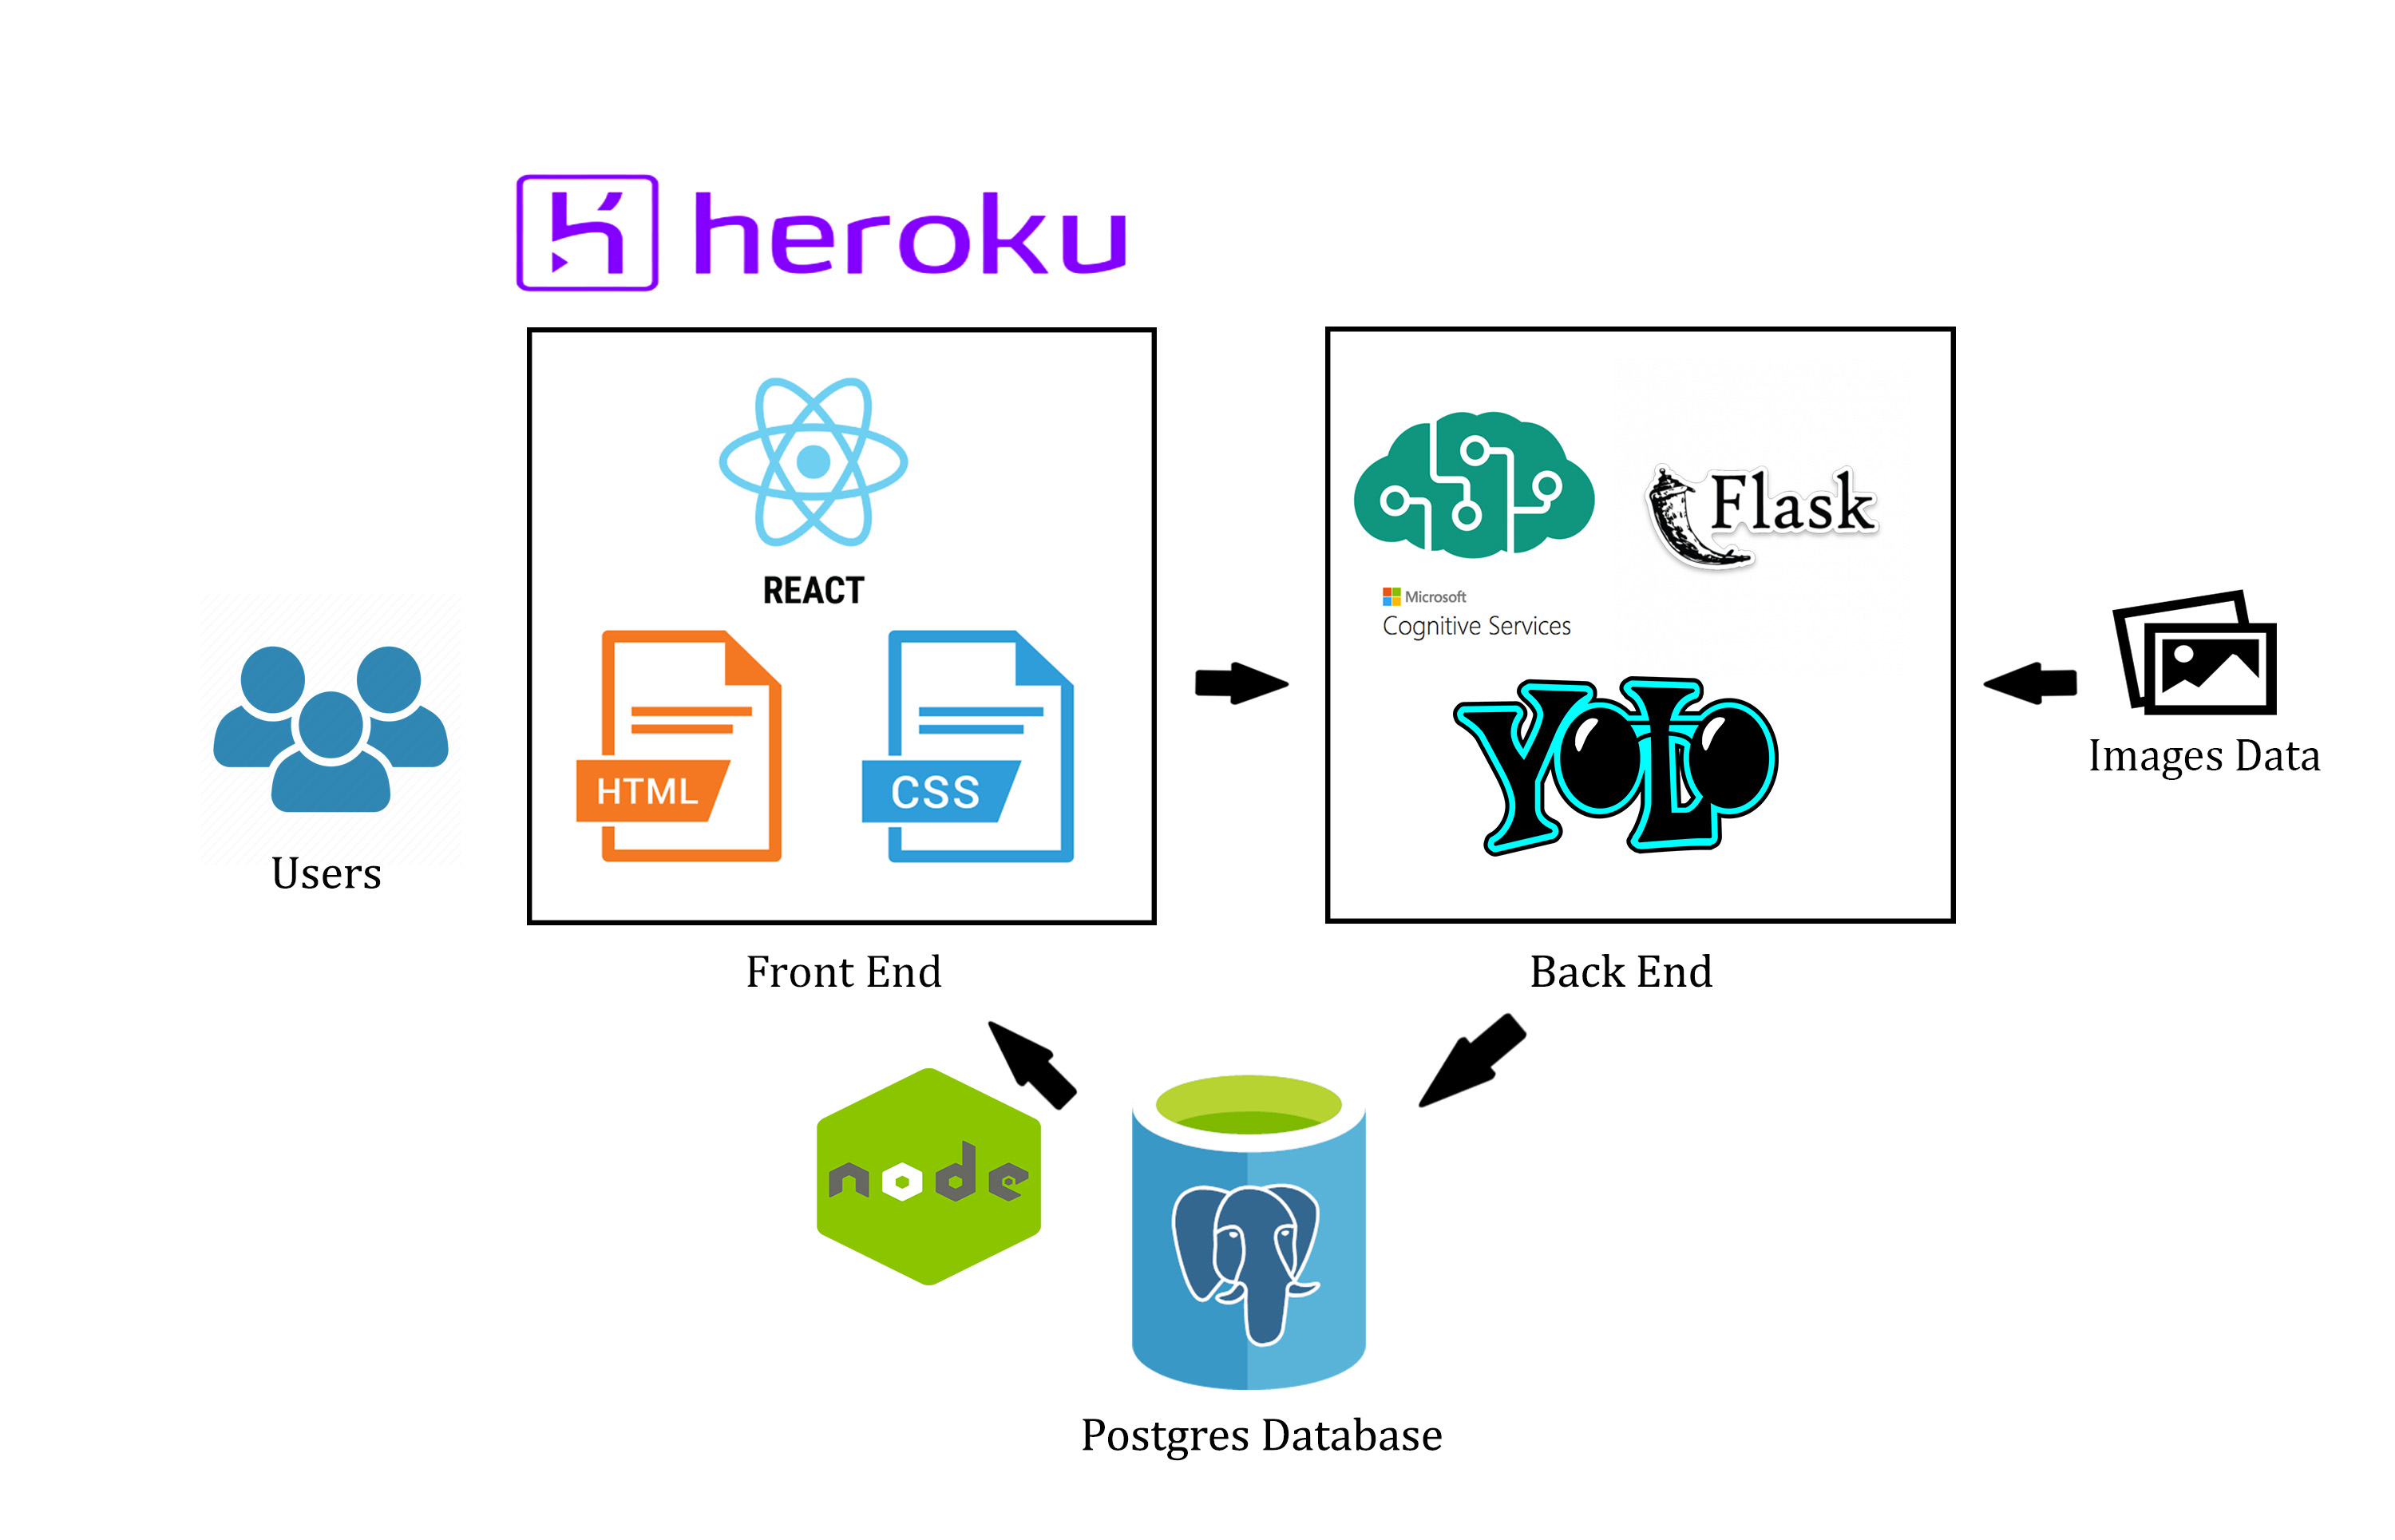 heroku
REACT
HTML
CSS
Microsoft
Cognitive Services
Flask
YOLO
Users
Images Data
Front End
Back End
node
Postgres Database